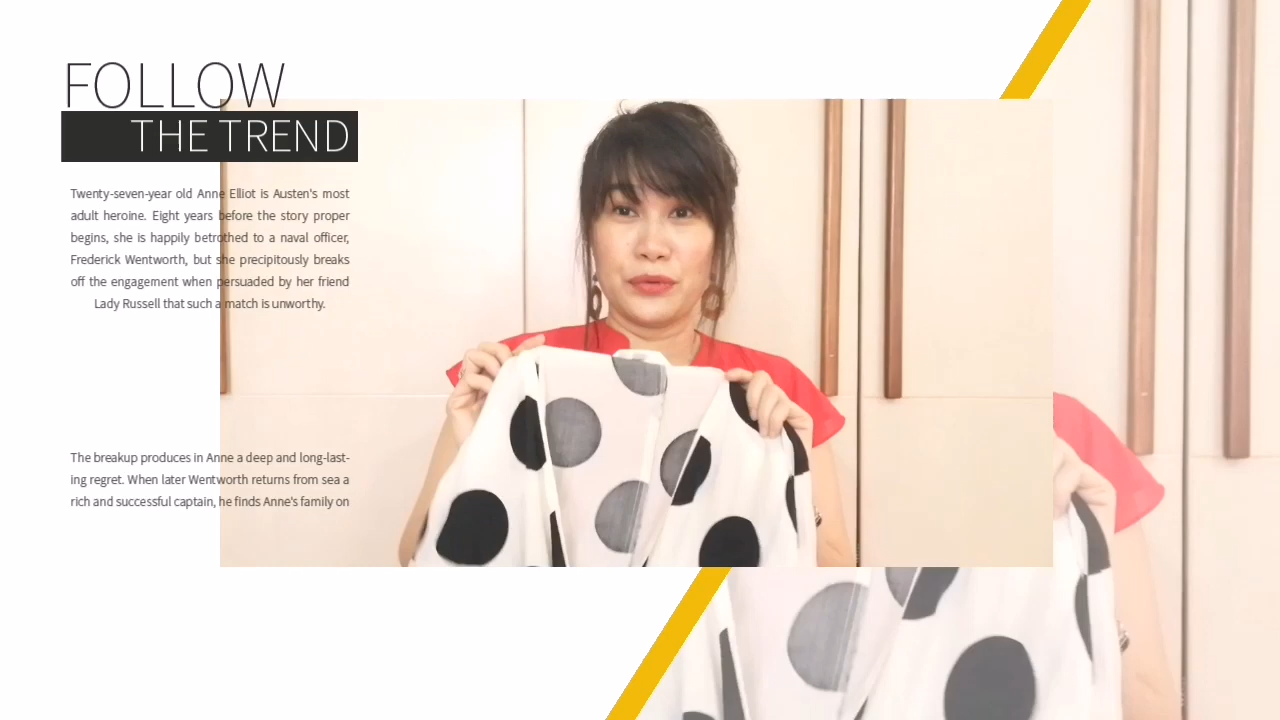 FOLLOW
THE TREND
Twenty-seven-year old Anne Elliot is Austen's most
adult heroine. Eight years before the story proper
begins, she is happily betrothed to a naval officer,
Frederick Wentworth, but she precipitously breaks
off the engagement when persuaded by her friend
Lady Russell that such a match is unworthy.
The breakup produces in Anne a deep and long-last-
ing regret. When later Wentworth returns from sea a
rich and successful captain, he finds Anne's family on